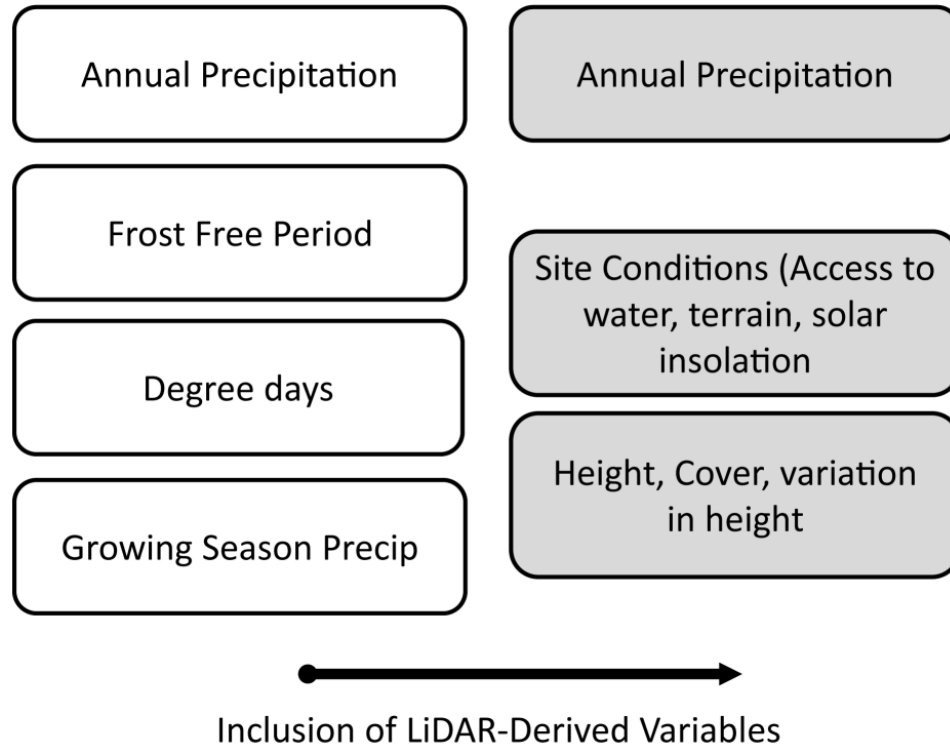 Annual Precipitation
Frost Free Period
Degree days
Growing Season Precip
Annual Precipitation
Site Conditions (Access to
water, terrain, solar
insolation
Height, Cover, variation
in height
Inclusion of LiDAR-Derived Variables